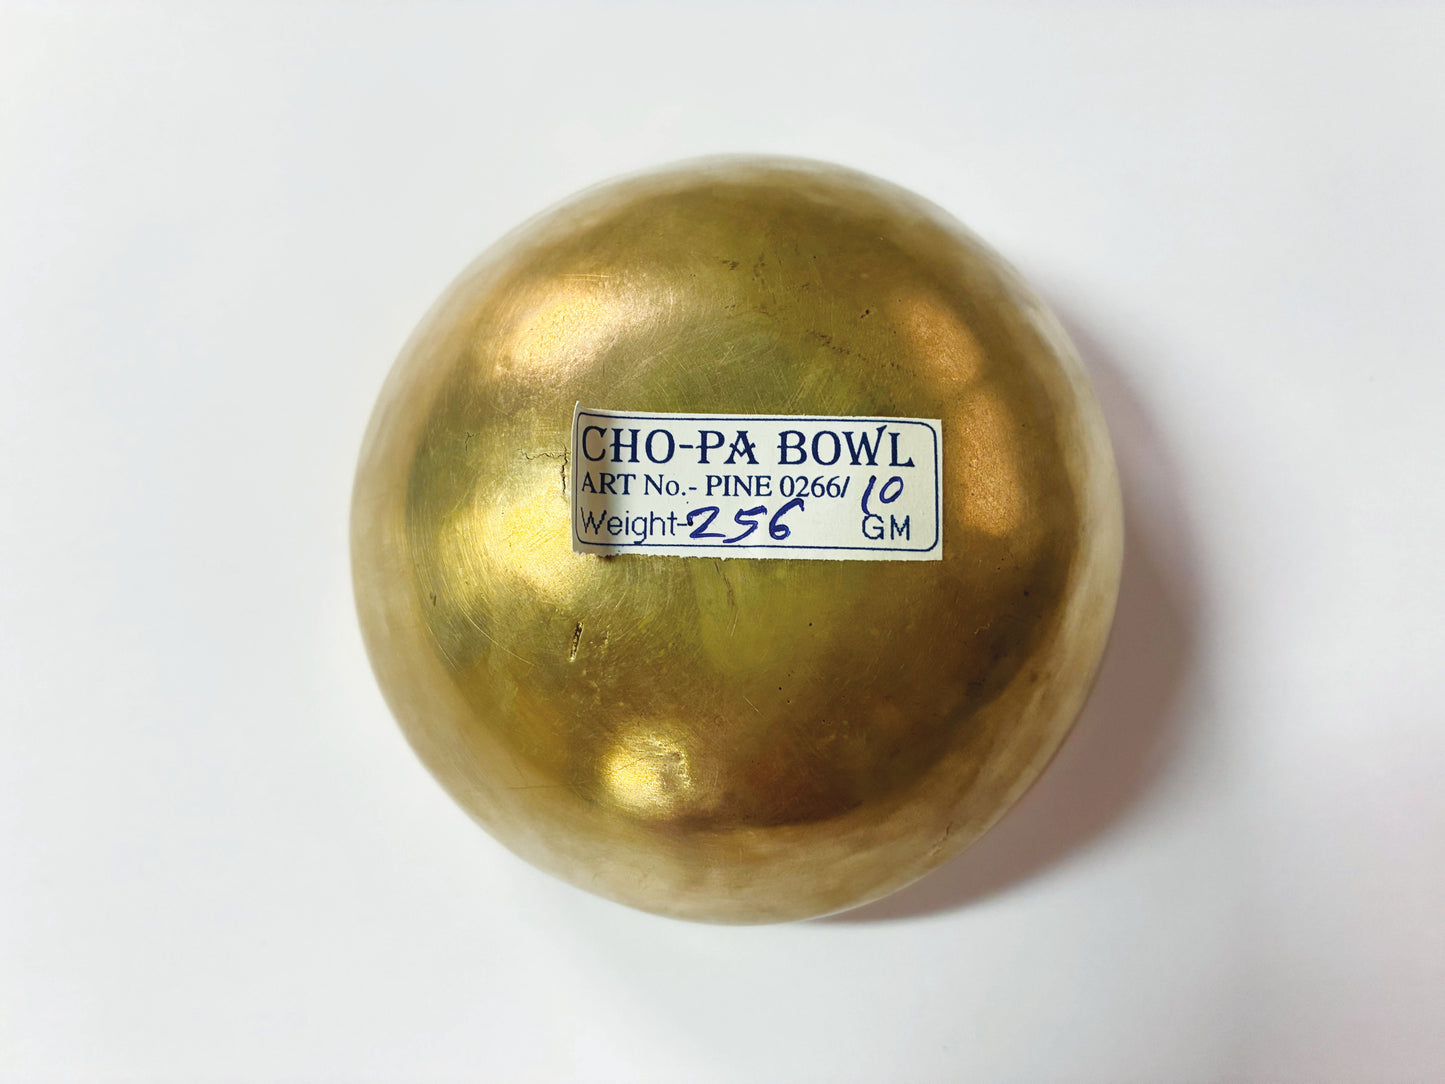 CHO-PA BOWL
ART No.- PINE 0266/ 10
Weight-256 GM